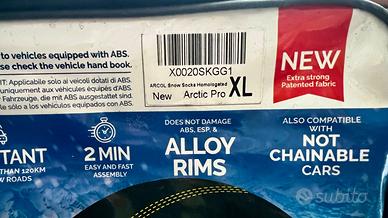 to vehicles equipped with ABS.
se check the vehicle hand book.
IT: Applicabile solo ai veicoli dotati di ABS.
unicamente aux véhicules équipés d'ABS.
r Fahrzeuge, die mit ABS ausgestattet sind.
sólo a los vehículos equipados con ABS.
X0020SKGG1
ARCOL Snow Socks Homologated
New Arctic Pro XL
NEW
Extra strong
Patented fabric
TANT
THAN 120KM
W ROADS
2 MIN
EASY AND FAST
ASSEMBLY
DOES NOT DAMAGE
ABS, ESP, &
ALLOY
RIMS
ALSO COMPATIBLE
WITH
NOT
CHAINABLE
CARS
subito